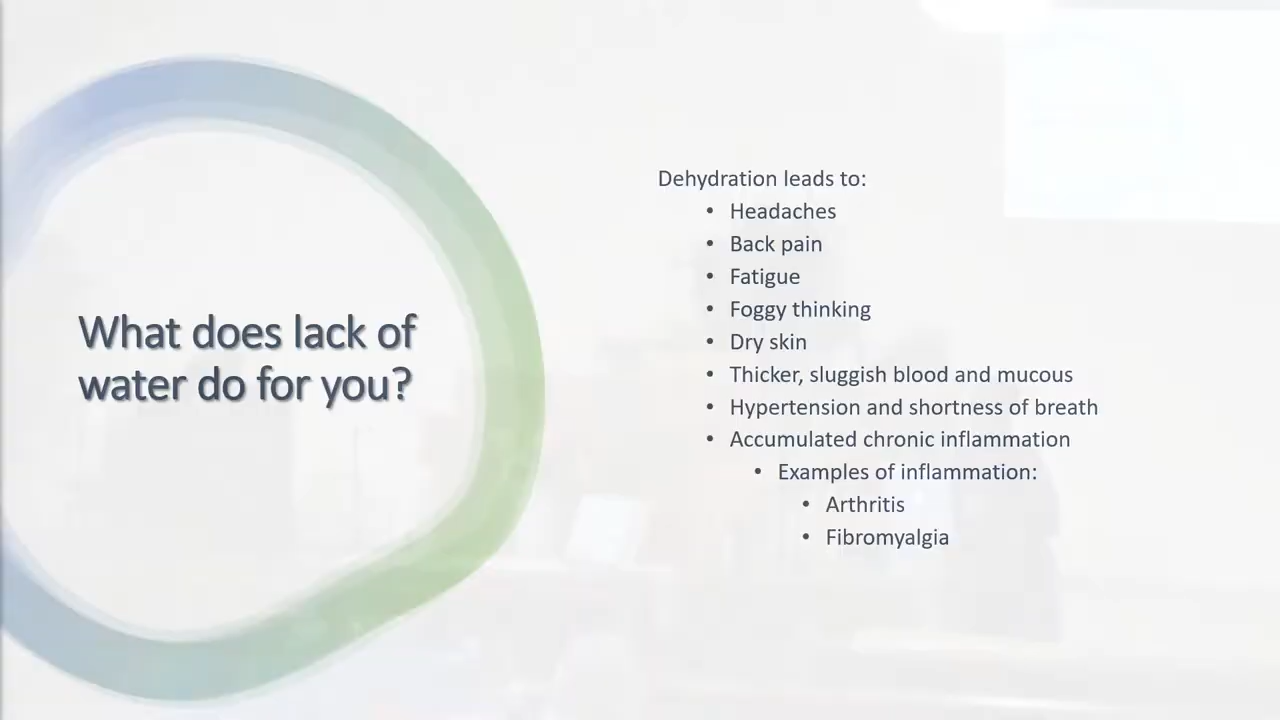 What does lack of
water do for you?
Dehydration leads to:
• Headaches
• Back pain
• Fatigue
• Foggy thinking
• Dry skin
• Thicker, sluggish blood and mucous
• Hypertension and shortness of breath
• Accumulated chronic inflammation
• Examples of inflammation:
• Arthritis
• Fibromyalgia